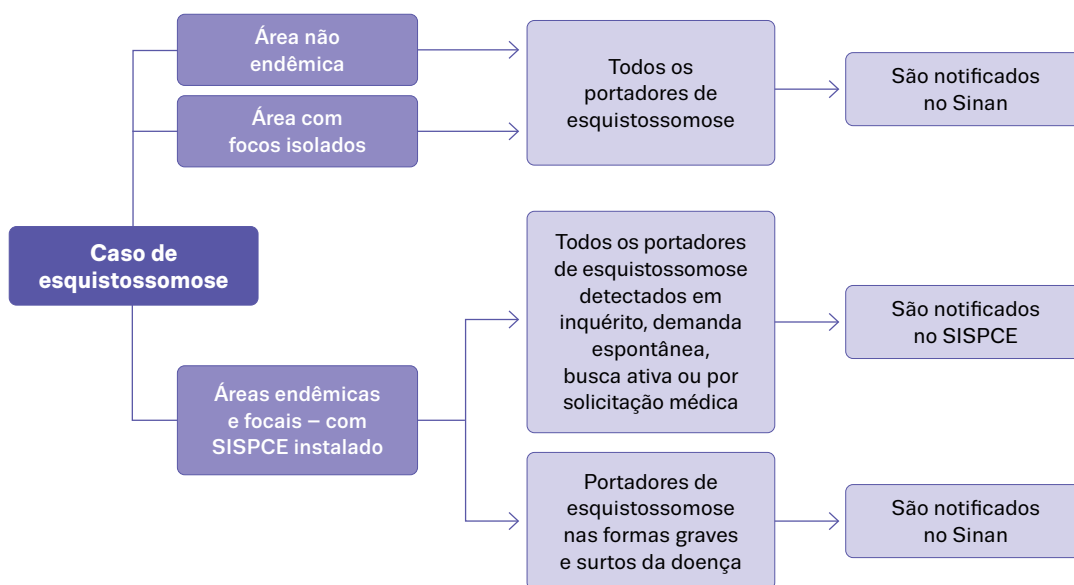 Área não
endêmica
Área com
focos isolados
Todos os
portadores de
esquistossomose
São notificados
no Sinan
Caso de
esquistossomose
Áreas endêmicas
e focais – com
SISPCE instalado
Todos os portadores
de esquistossomose
detectados em
inquérito, demanda
espontânea,
busca ativa ou por
solicitação médica
São notificados
no SISPCE
Portadores de
esquistossomose
nas formas graves
e surtos da doença
São notificados
no Sinan